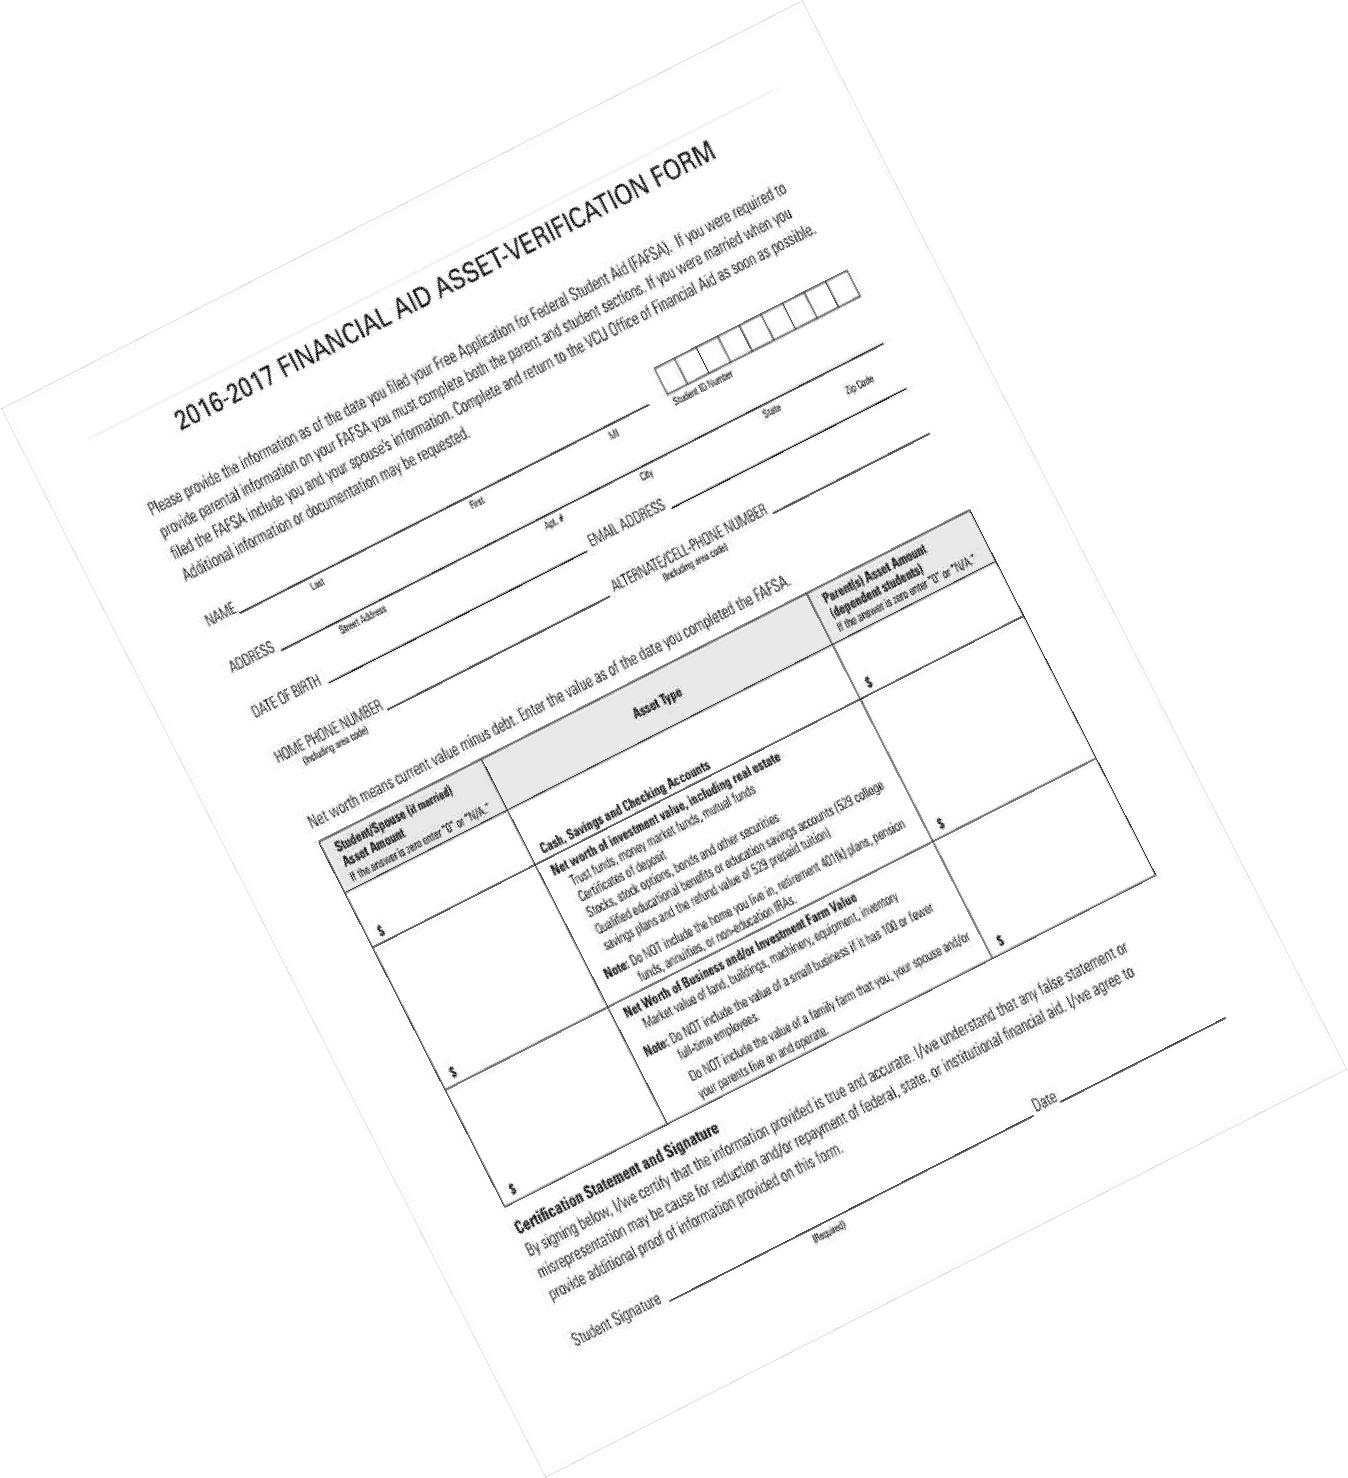 2016-2017 FINANCIAL AID ASSET-VERIFICATION FORM
Please provide the information as of the date you filed your Free Application for Federal Student Aid (FAFSA). If you were required to
provide parental information on your FAFSA you must complete both the parent and student sections. If you were married when you
filed the FAFSA include you and your spouse's information. Complete and return to the VCU Office of Financial Aid as soon as possible.
Additional information or documentation may be requested.
NAME
Last First MI Student ID Number
ADDRESS
Street Address Apt. # City State Zip Code
DATE OF BIRTH EMAIL ADDRESS
HOME PHONE NUMBER ALTERNATE/CELL-PHONE NUMBER
(Including area code) (Including area code)
Net worth means current value minus debt. Enter the value as of the date you completed the FAFSA.
Student/Spouse (if married)
Asset Amount
If the answer is zero enter "0" or "N/A."
Asset Type
Parent(s) Asset Amount
(dependent students)
If the answer is zero enter "0" or "N/A."
$
Cash, Savings and Checking Accounts
$
$
Net worth of investment value, including real estate
Trust funds, money market funds, mutual funds
Certificates of deposit
Stocks, stock options, bonds and other securities
Qualified educational benefits or education savings accounts (529 college
savings plans and the refund value of 529 prepaid tuition)
Note: Do NOT include the home you live in, retirement 401(k) plans, pension
funds, annuities, or non-education IRAs.
$
$
Net Worth of Business and/or Investment Farm Value
Market value of land, buildings, machinery, equipment, inventory
Note: Do NOT include the value of a small business if it has 100 or fewer
full-time employees.
Do NOT include the value of a family farm that you, your spouse and/or
your parents live on and operate.
$
Certification Statement and Signature
By signing below, I/we certify that the information provided is true and accurate. I/we understand that any false statement or
misrepresentation may be cause for reduction and/or repayment of federal, state, or institutional financial aid. I/we agree to
provide additional proof of information provided on this form.
Student Signature Date
(Required)